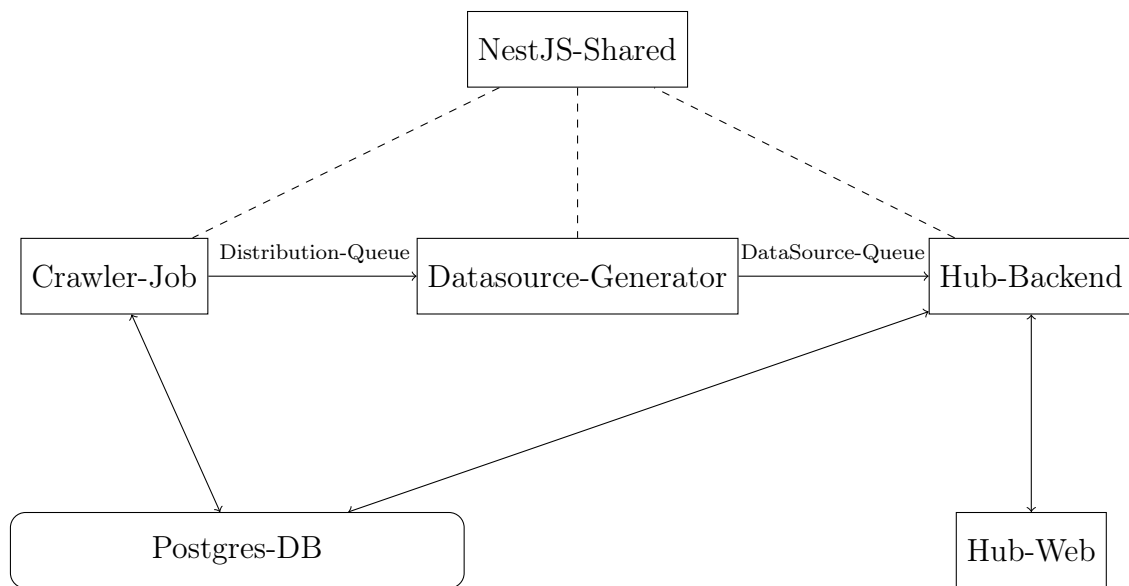 NestJS-Shared
Distribution-Queue
DataSource-Queue
Crawler-Job
Datasource-Generator
Hub-Backend
Postgres-DB
Hub-Web